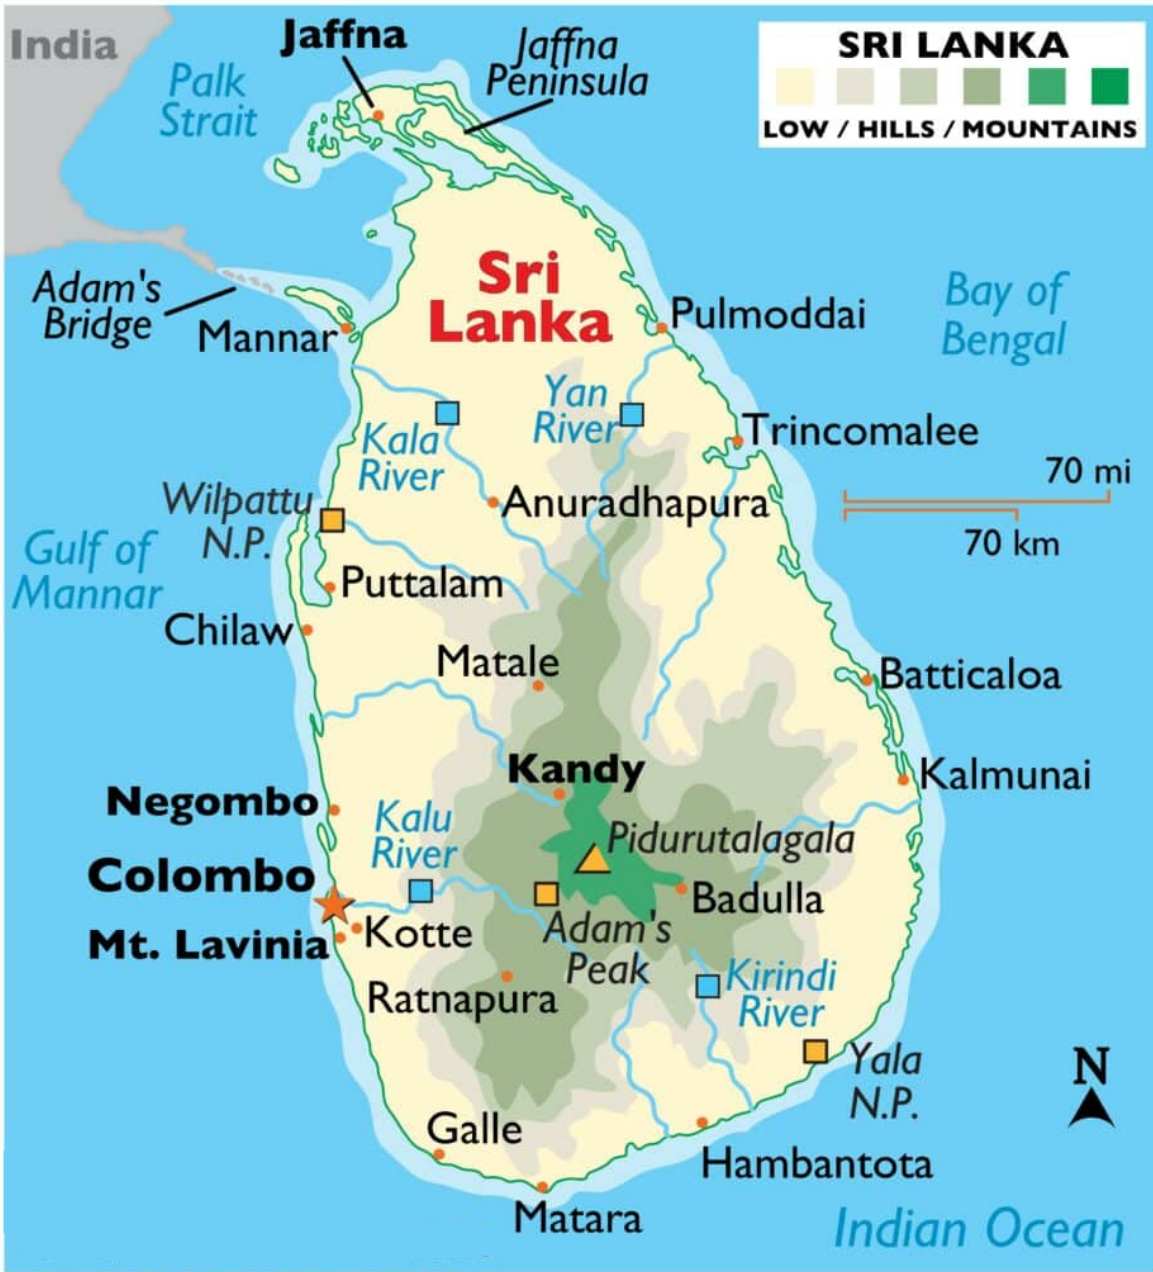 India
Jaffna
Jaffna
Peninsula
Palk
Strait
SRI LANKA
LOW / HILLS / MOUNTAINS
Adam's
Bridge
Mannar
Sri
Lanka
Pulmoddai
Bay of
Bengal
Yan
River
Kala
River
Trincomalee
70 mi
70 km
Wilpattu
N.P.
Anuradhapura
Gulf of
Mannar
Puttalam
Chilaw
Matale
Batticaloa
Kandy
Kalmunai
Negombo
Kalu
River
Pidurutalagala
Colombo
Badulla
Mt. Lavinia
Kotte
Adam's
Peak
Ratnapura
Kirindi
River
Yala
N.P.
N
Galle
Hambantota
Matara
Indian Ocean